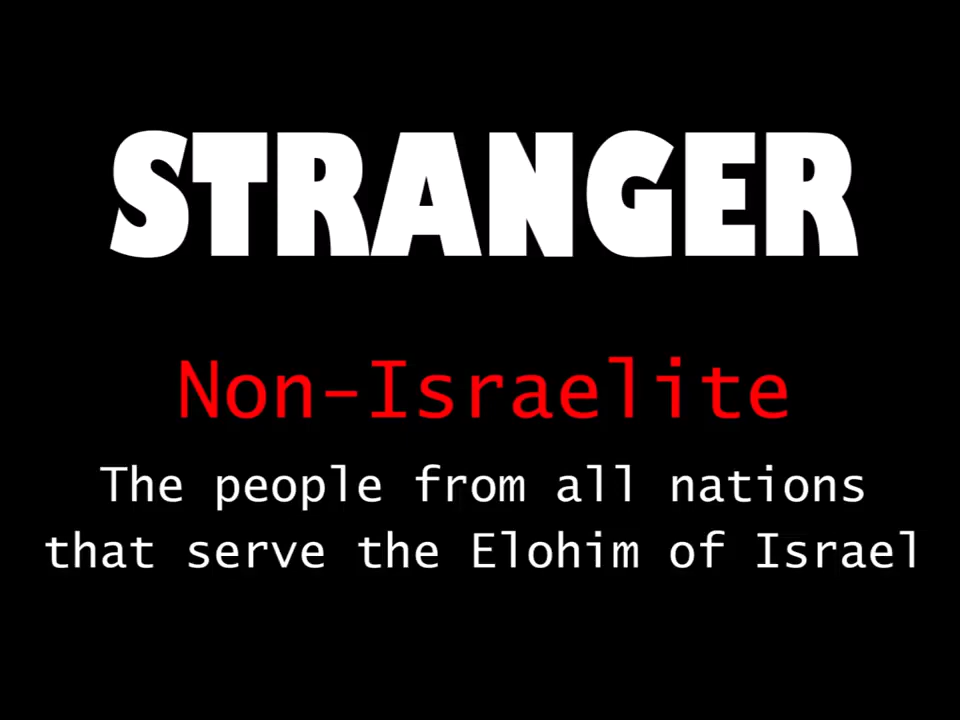 STRANGER
Non-Israelite
The people from all nations
that serve the Elohim of Israel